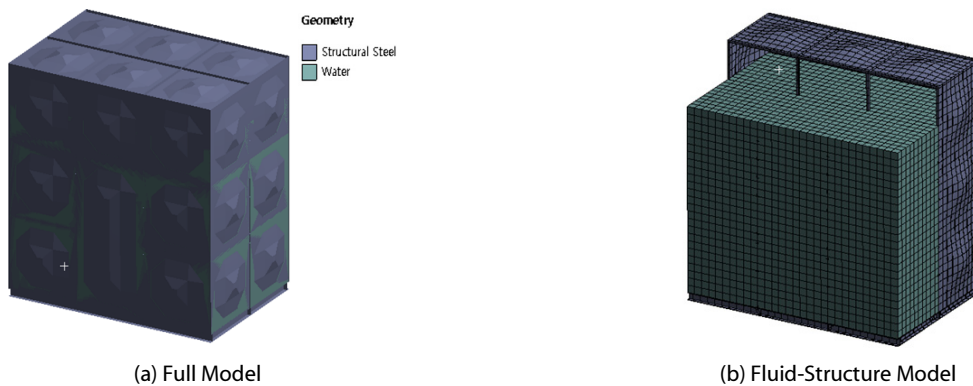 Geometry
Structural Steel
Water
(a) Full Model
(b) Fluid-Structure Model